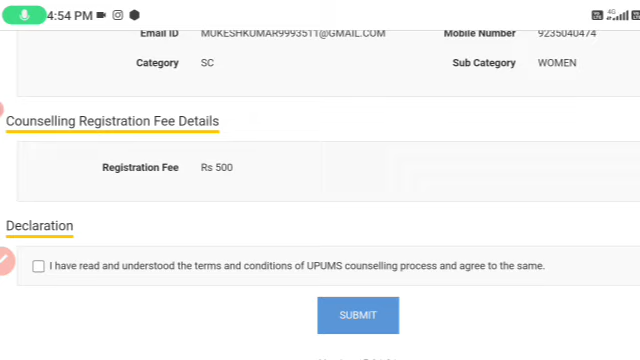 4:54 PM
4G
Email ID MUKESHKUMAR9993511@GMAIL.COM Mobile Number 9235040474
Category SC Sub Category WOMEN
Counselling Registration Fee Details
Registration Fee Rs 500
Declaration
I have read and understood the terms and conditions of UPUMS counselling process and agree to the same.
SUBMIT